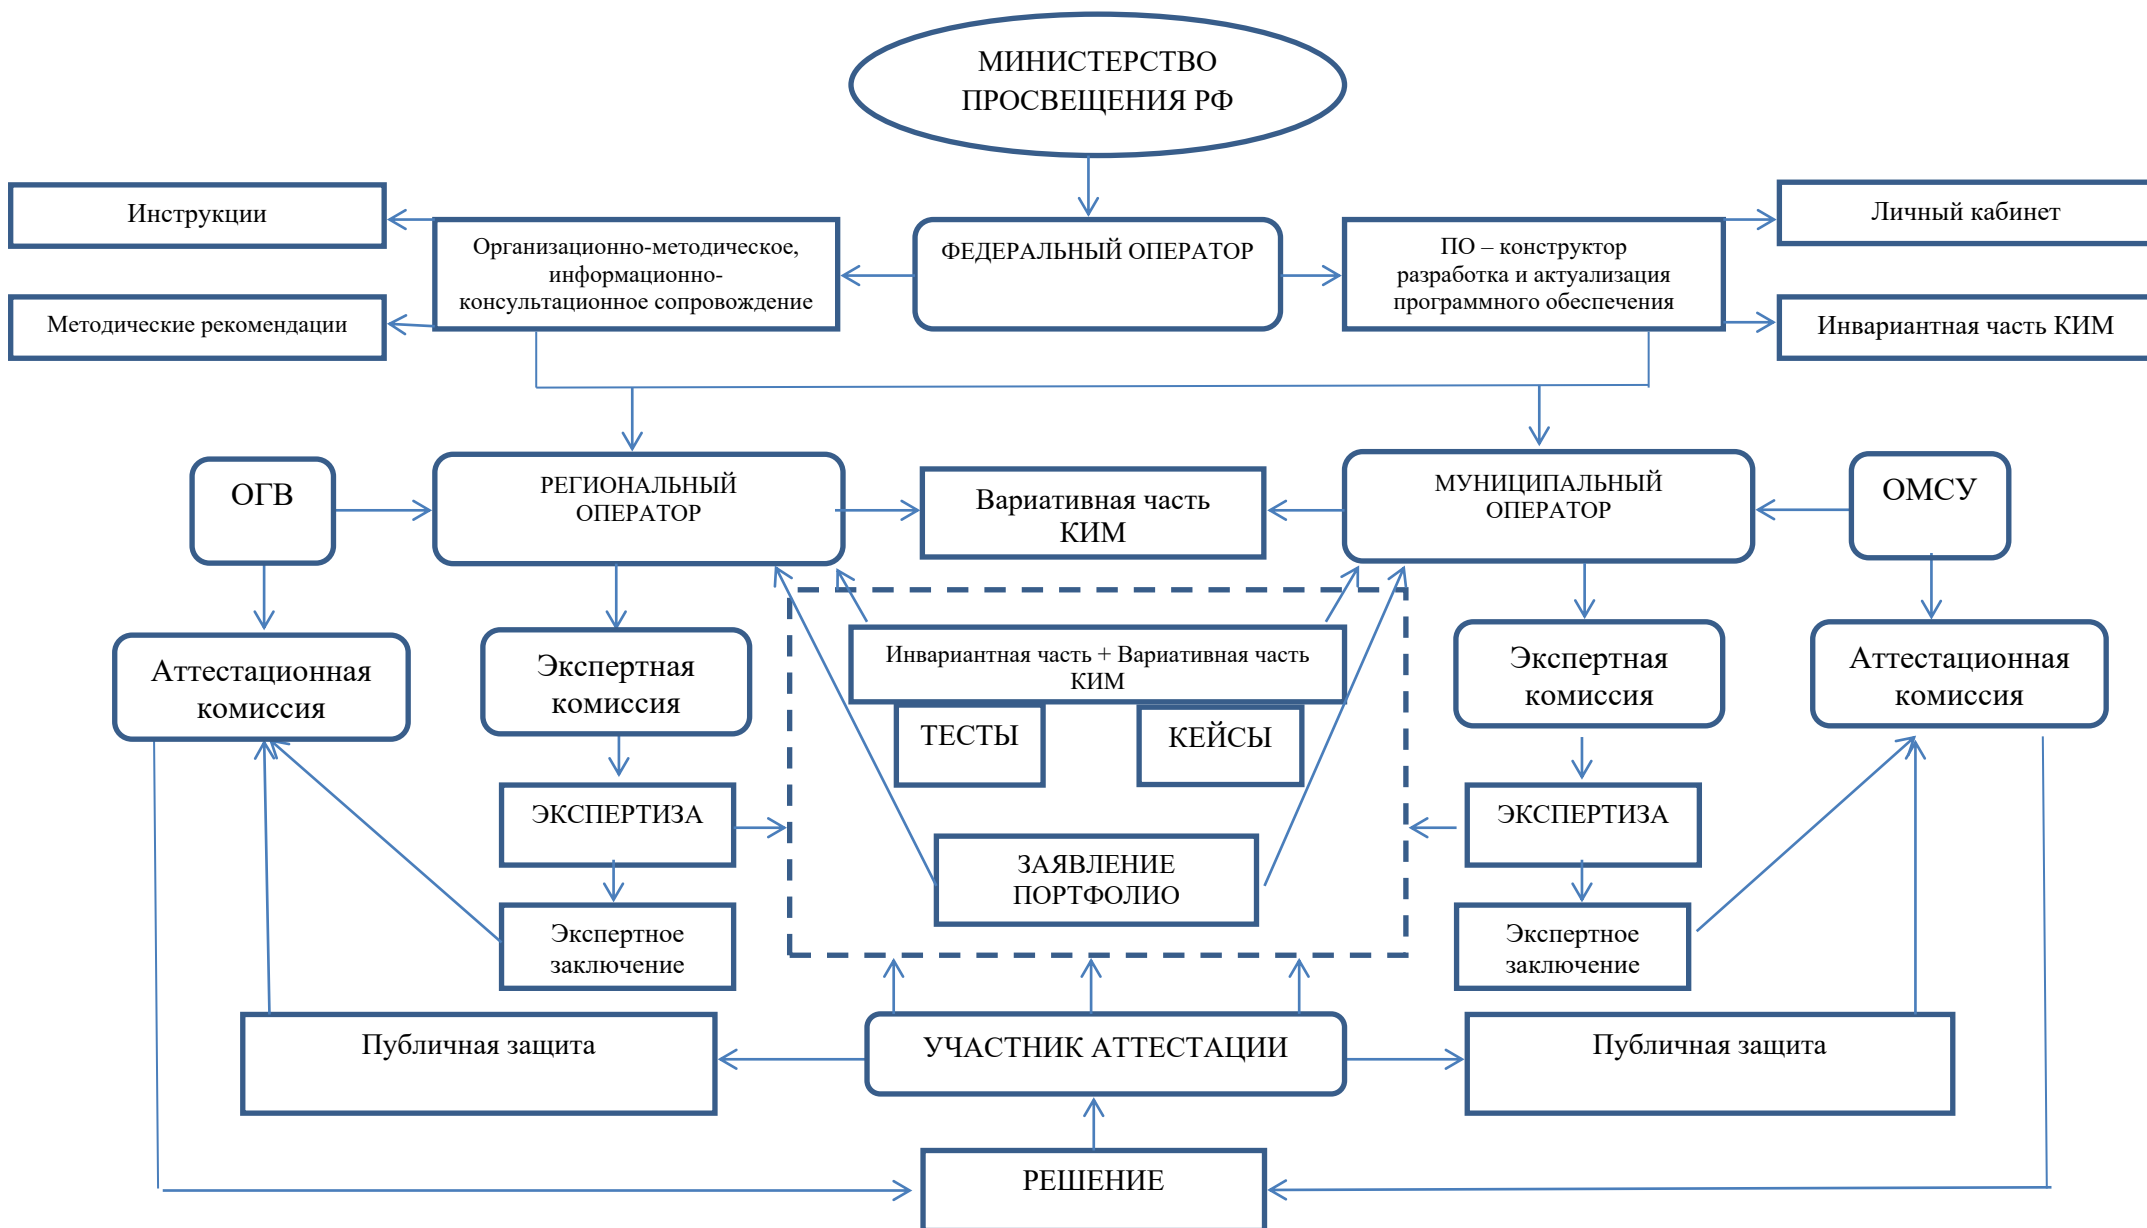 МИНИСТЕРСТВО
ПРОСВЕЩЕНИЯ РФ
Инструкции
Организационно-методическое,
информационно-
консультационное сопровождение
ФЕДЕРАЛЬНЫЙ ОПЕРАТОР
ПО – конструктор
разработка и актуализация
программного обеспечения
Личный кабинет
Методические рекомендации
Инвариантная часть КИМ
ОГВ
РЕГИОНАЛЬНЫЙ
ОПЕРАТОР
Вариативная часть
КИМ
МУНИЦИПАЛЬНЫЙ
ОПЕРАТОР
ОМСУ
Аттестационная
комиссия
Экспертная
комиссия
Инвариантная часть + Вариативная часть
КИМ
Экспертная
комиссия
Аттестационная
комиссия
ТЕСТЫ
КЕЙСЫ
ЭКСПЕРТИЗА
ЭКСПЕРТИЗА
ЗАЯВЛЕНИЕ
ПОРТФОЛИО
Экспертное
заключение
Экспертное
заключение
Публичная защита
УЧАСТНИК АТТЕСТАЦИИ
Публичная защита
РЕШЕНИЕ